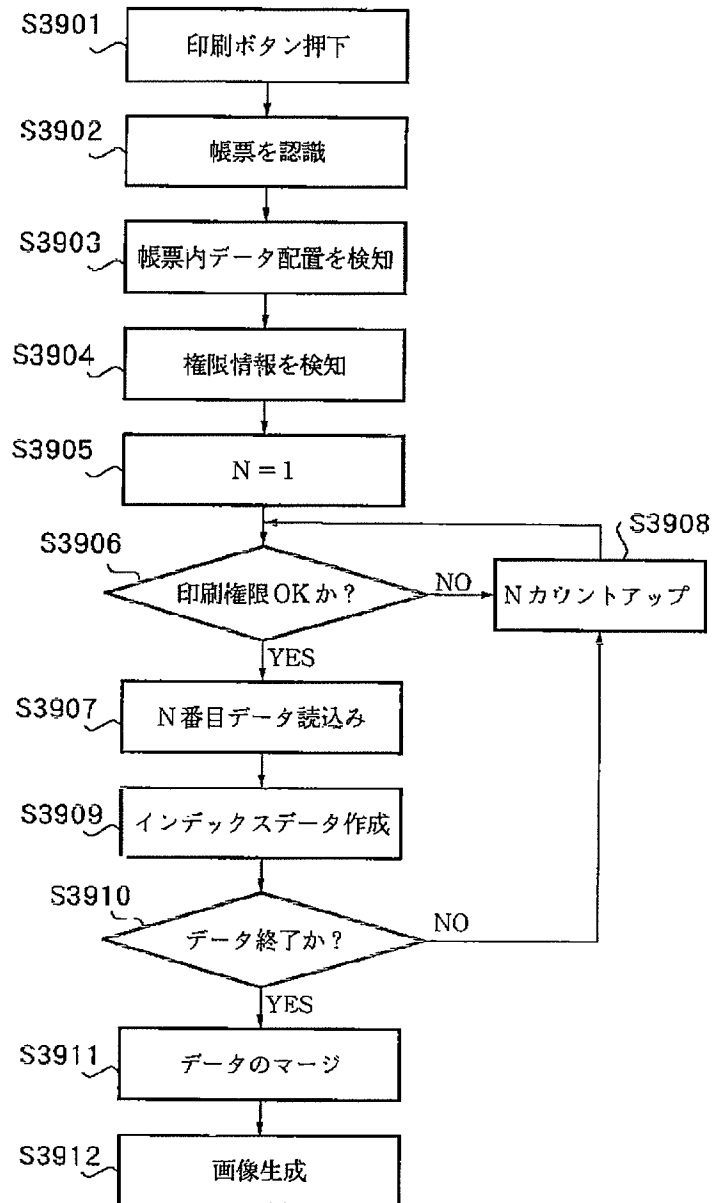 S3901
印刷ボタン押下
S3902
帳票を認識
S3903
帳票内データ配置を検知
S3904
権限情報を検知
S3905
N＝1
S3906
印刷権限OKか？
NO
S3908
Nカウントアップ
YES
S3907
N番目データ読込み
S3909
インデックスデータ作成
S3910
データ終了か？
NO
YES
S3911
データのマージ
S3912
画像生成